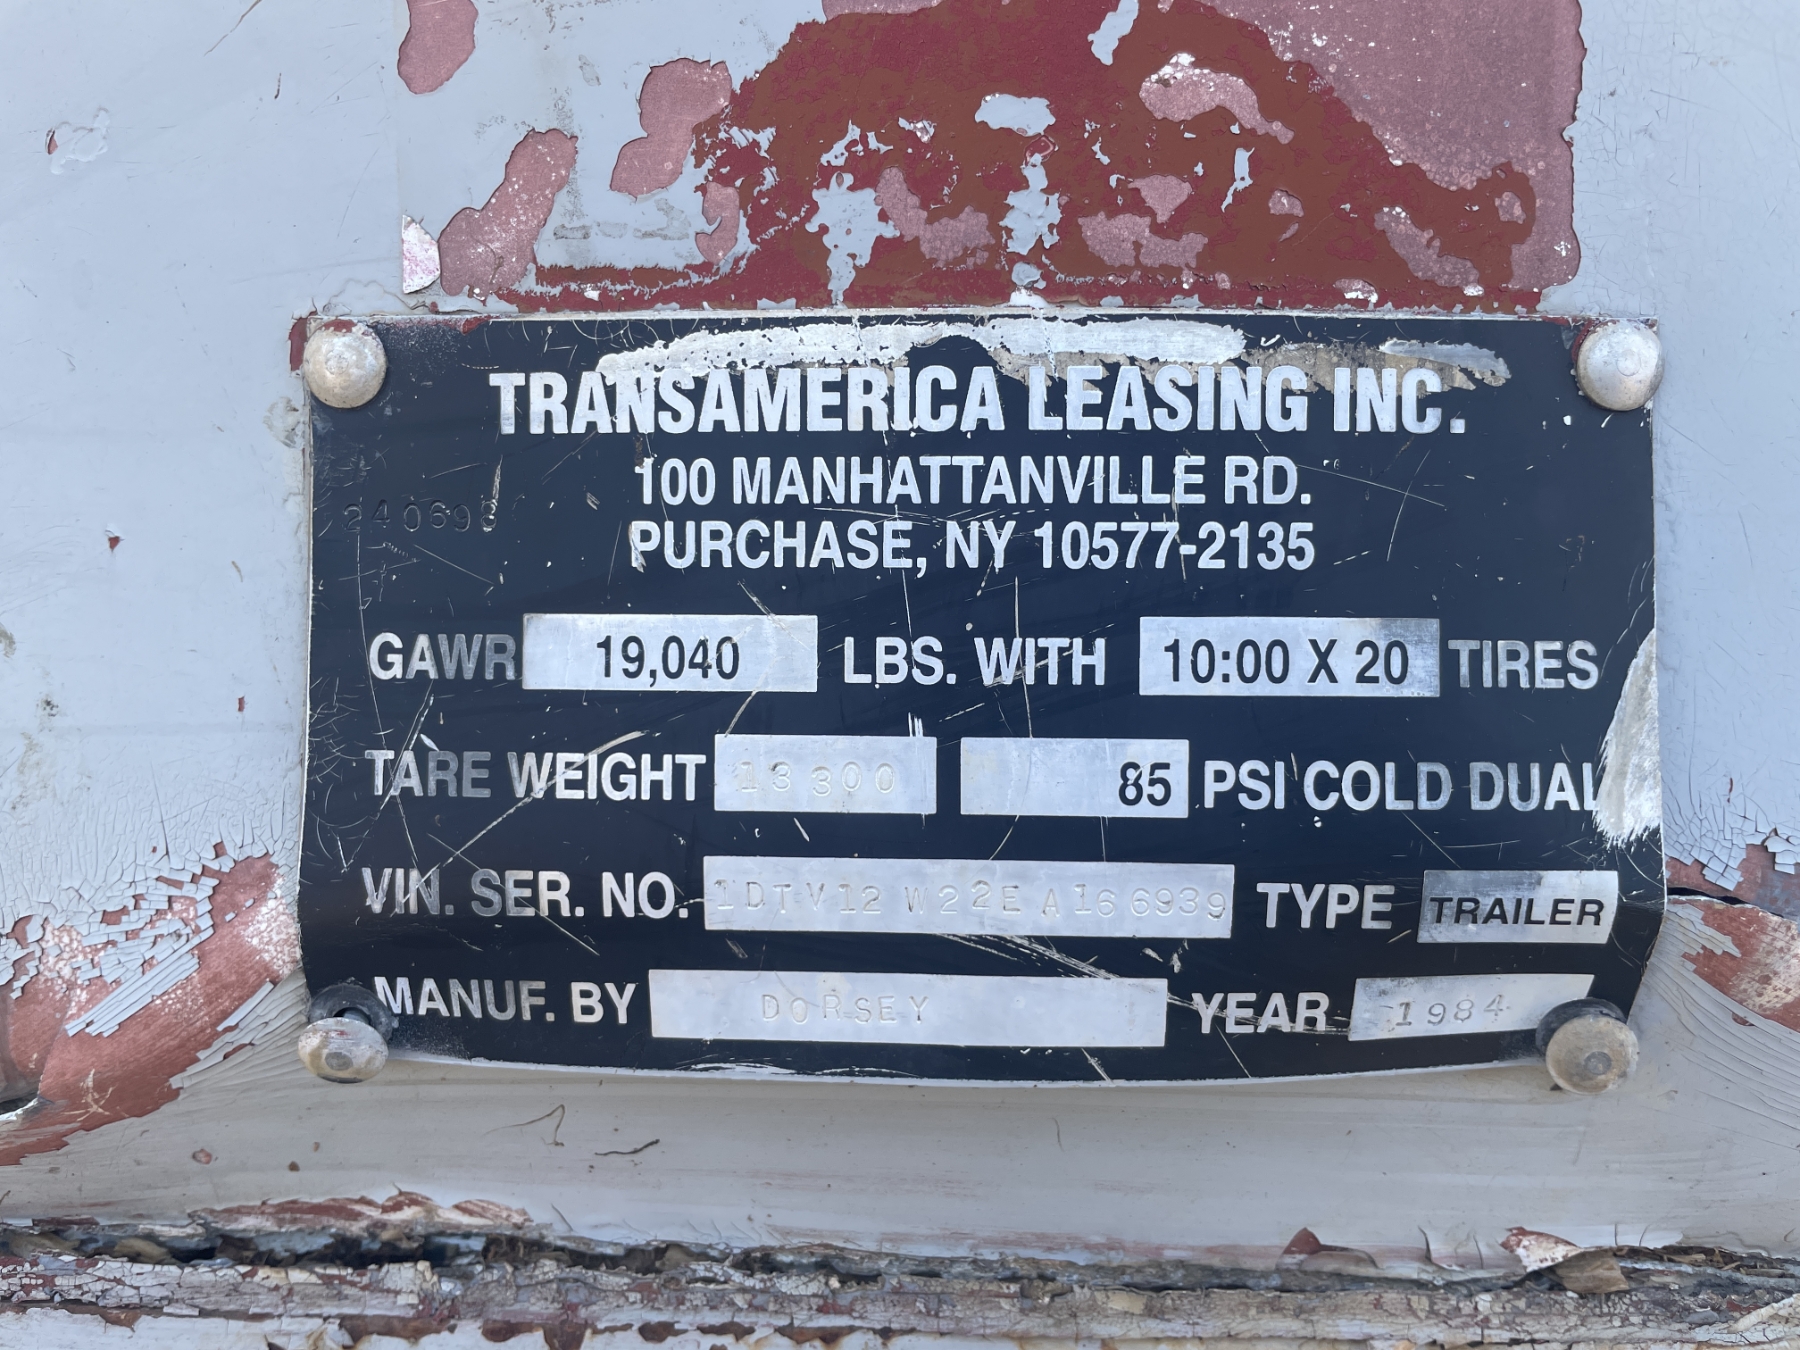 TRANSAMERICA LEASING INC.
100 MANHATTANVILLE RD.
240698
PURCHASE, NY 10577-2135
GAWR 19,040 LBS. WITH 10:00 X 20 TIRES
TARE WEIGHT 13300 85 PSI COLD DUAL
VIN. SER. NO. 1DTV12W22EA166939 TYPE TRAILER
MANUF. BY DORSEY YEAR 1984